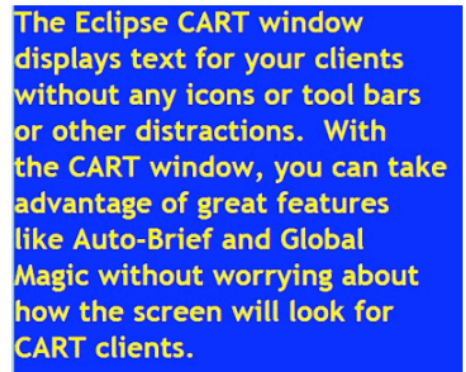 The Eclipse CART window
displays text for your clients
without any icons or tool bars
or other distractions.  With
the CART window, you can take
advantage of great features
like Auto-Brief and Global
Magic without worrying about
how the screen will look for
CART clients.